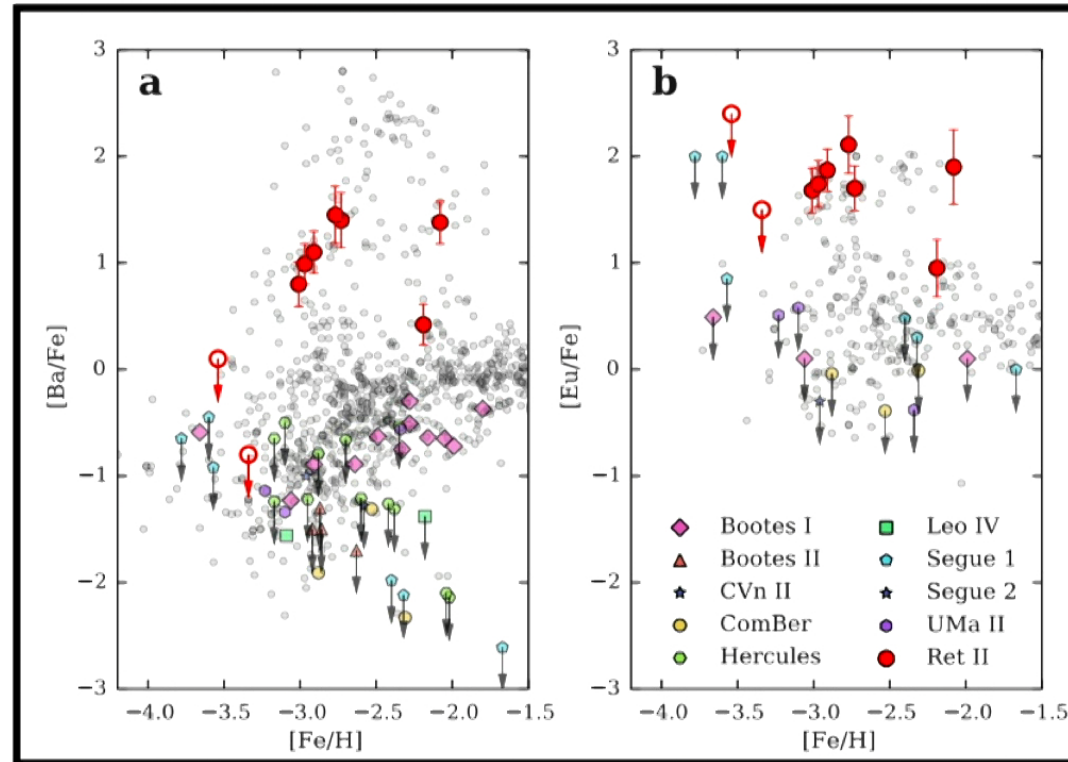 a
3
2
1
0
−1
−2
−3
[Ba/Fe]
−4.0 −3.5 −3.0 −2.5 −2.0 −1.5
[Fe/H]
b
3
2
1
0
−1
−2
−3
[Eu/Fe]
−4.0 −3.5 −3.0 −2.5 −2.0 −1.5
[Fe/H]
Bootes I
Bootes II
CVn II
ComBer
Hercules
Leo IV
Segue 1
Segue 2
UMa II
Ret II